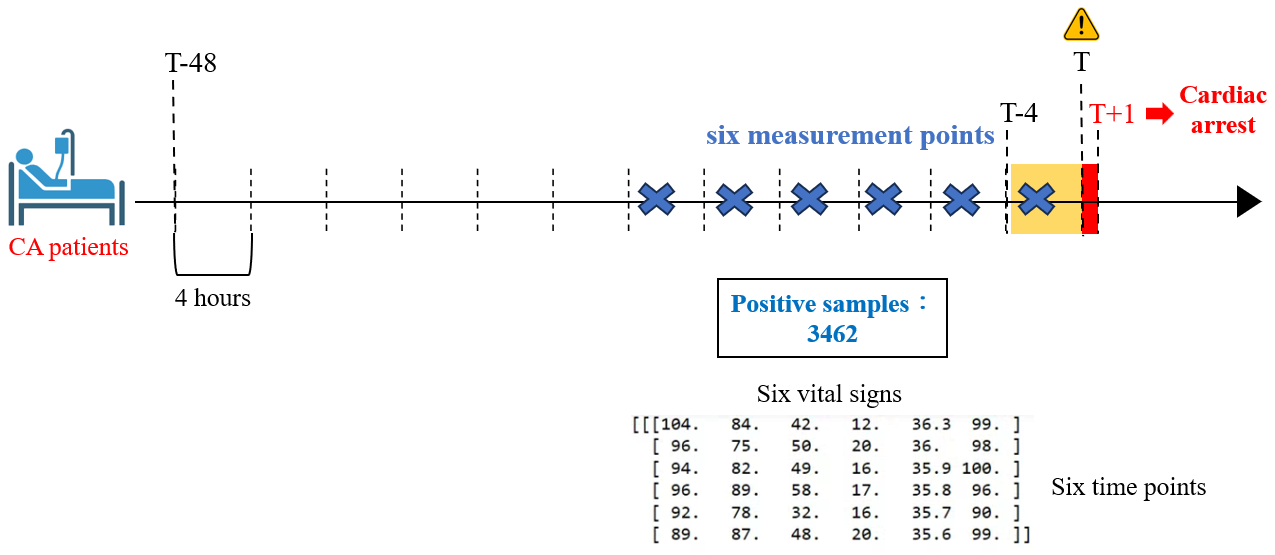 T-48
T
T-4
T+1
Cardiac
arrest
six measurement points
CA patients
4 hours
Positive samples：
3462
Six vital signs
[[[104. 84. 42. 12. 36.3 99. ]
[ 96. 75. 50. 20. 36. 98. ]
[ 94. 82. 49. 16. 35.9 100. ]
[ 96. 89. 58. 17. 35.8 96. ]
[ 92. 78. 32. 16. 35.7 90. ]
[ 89. 87. 48. 20. 35.6 99. ]]
Six time points